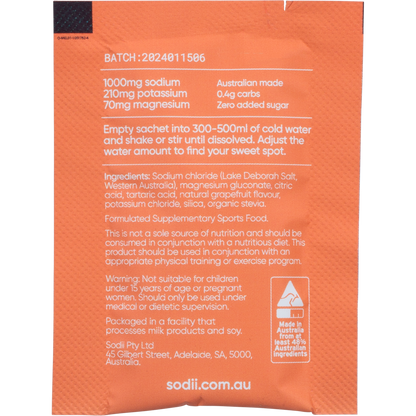 BATCH:2024011506
1000mg sodium
210mg potassium
70mg magnesium
Australian made
0.4g carbs
Zero added sugar
Empty sachet into 300-500ml of cold water
and shake or stir until dissolved. Adjust the
water amount to find your sweet spot.
Ingredients: Sodium chloride (Lake Deborah Salt,
Western Australia), magnesium gluconate, citric
acid, tartaric acid, natural grapefruit flavour,
potassium chloride, silica, organic stevia.
Formulated Supplementary Sports Food.
This is not a sole source of nutrition and should be
consumed in conjunction with a nutritious diet. This
product should be used in conjunction with an
appropriate physical training or exercise program.
Warning: Not suitable for children
under 15 years of age or pregnant
women. Should only be used under
medical or dietetic supervision.
Packaged in a facility that
processes milk products and soy.
Sodii Pty Ltd
45 Gilbert Street, Adelaide, SA, 5000,
Australia.
Made in
Australia
from at
least
Australian
ingredients
sodii.com.au